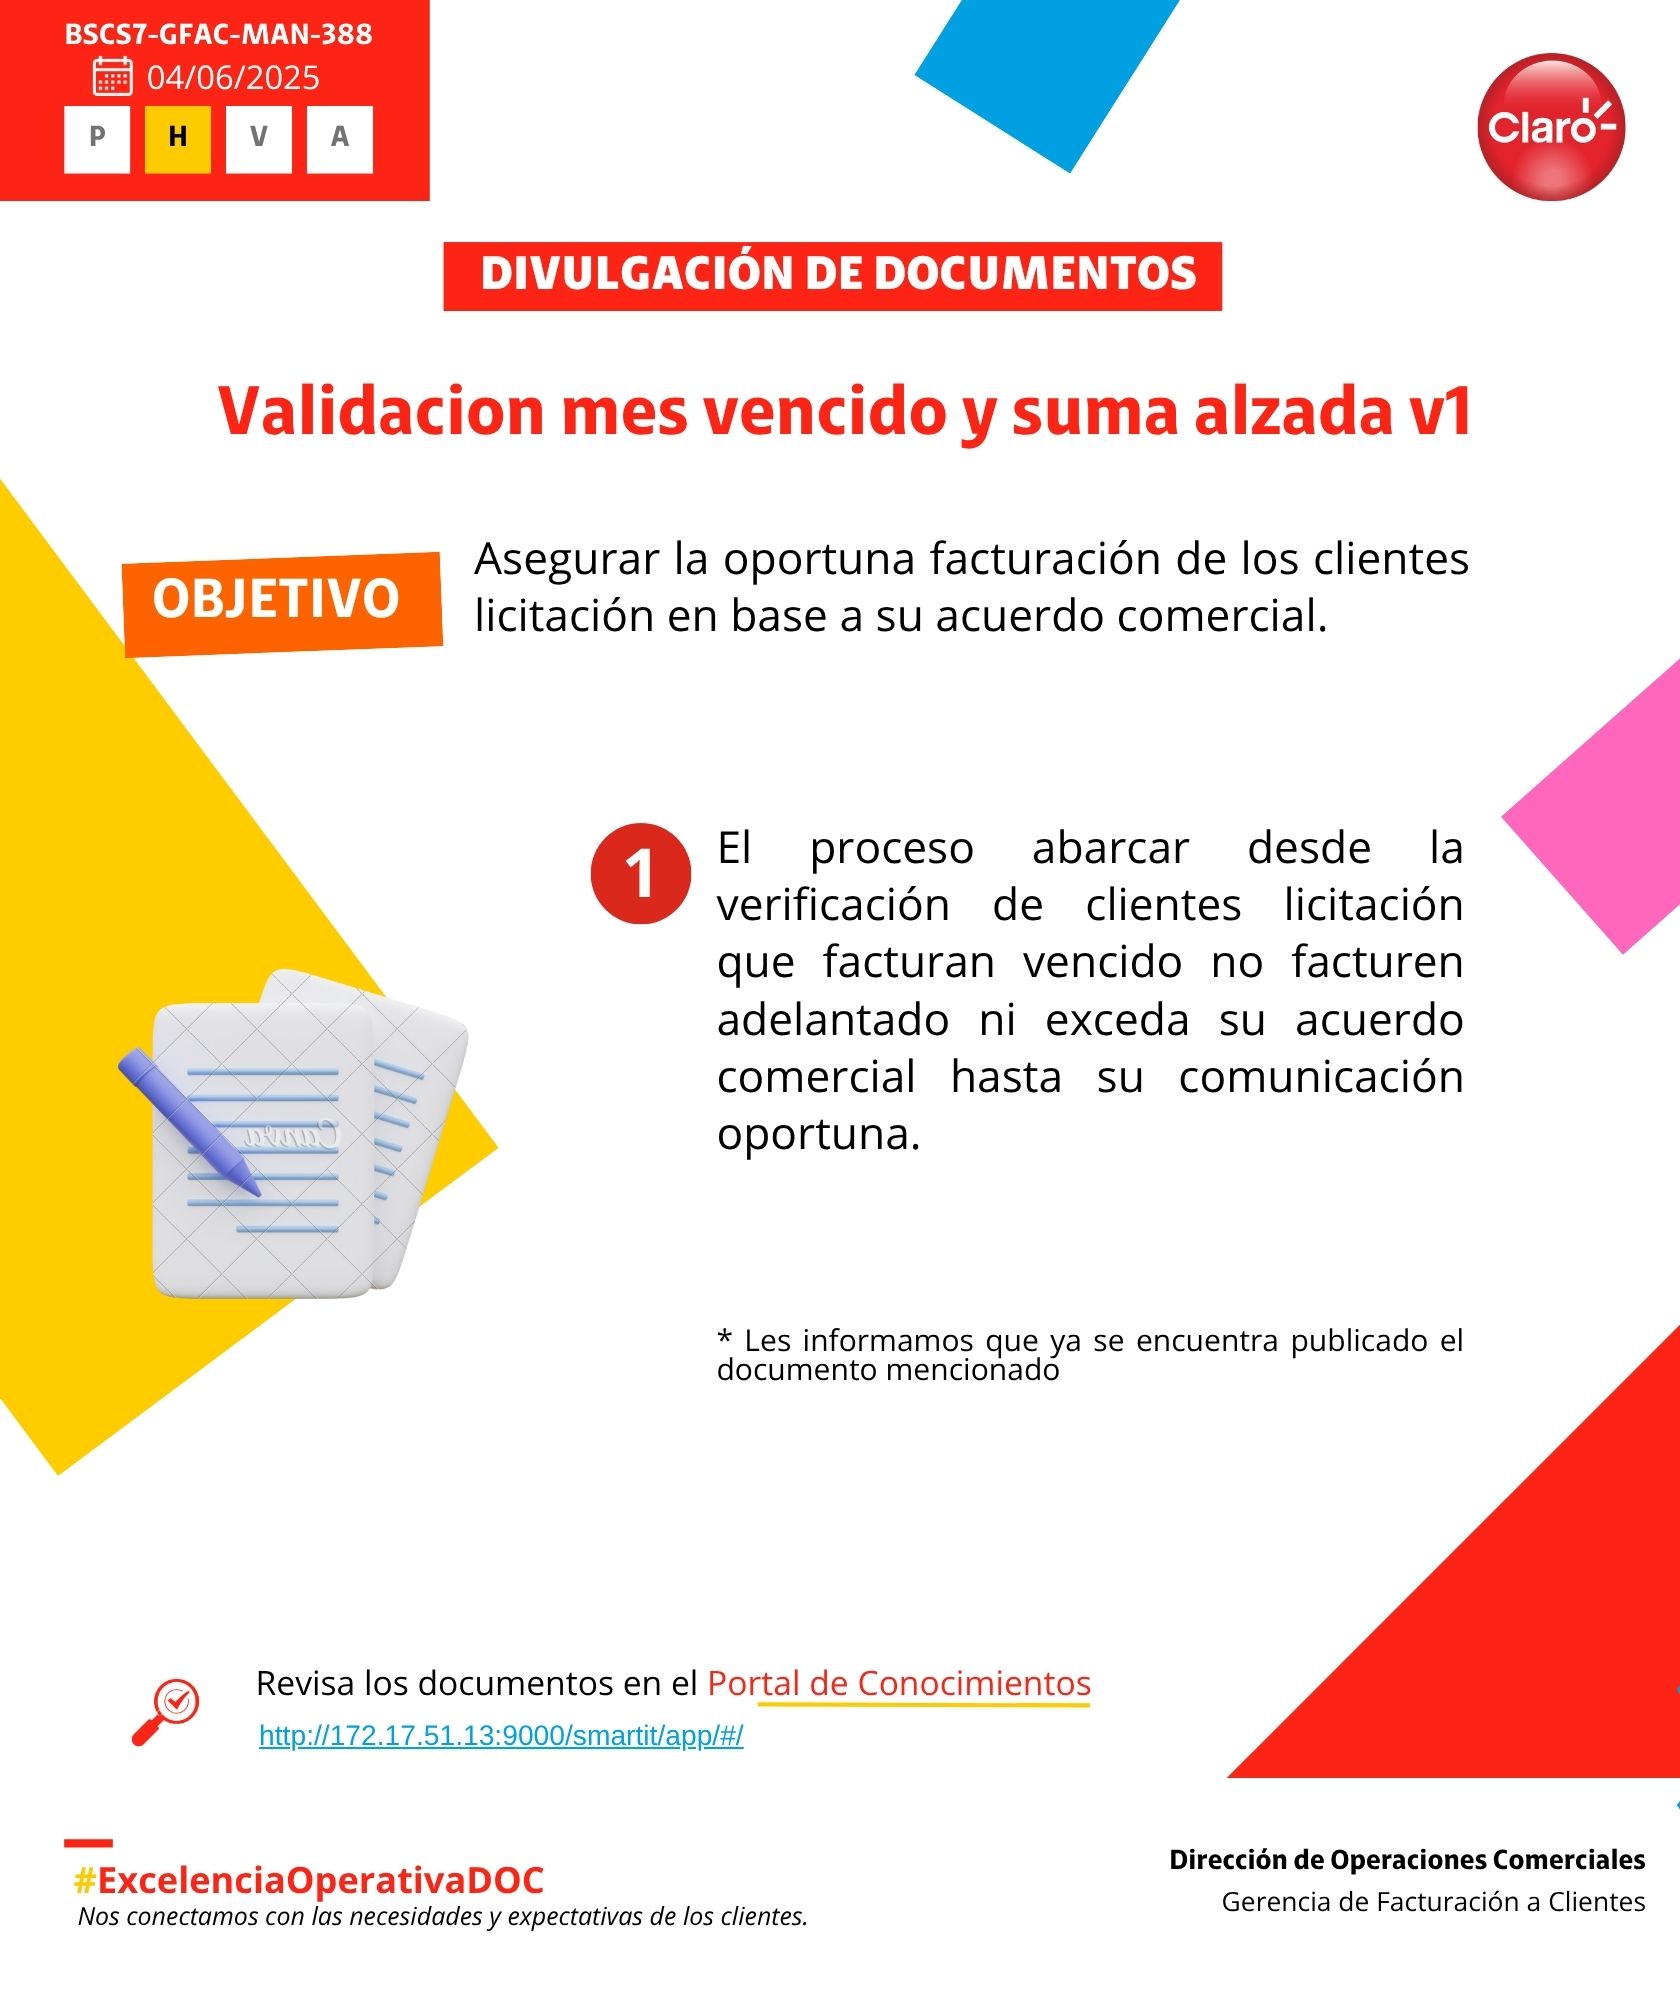 BSCS7-GFAC-MAN-388
04/06/2025
P H V A
Claro
DIVULGACIÓN DE DOCUMENTOS
Validacion mes vencido y suma alzada v1
OBJETIVO
Asegurar la oportuna facturación de los clientes
licitación en base a su acuerdo comercial.
1
El proceso abarcar desde la
verificación de clientes licitación
que facturan vencido no facturen
adelantado ni exceda su acuerdo
comercial hasta su comunicación
oportuna.
Canva
* Les informamos que ya se encuentra publicado el
documento mencionado
Revisa los documentos en el Portal de Conocimientos
http://172.17.51.13:9000/smartit/app/#/
#ExcelenciaOperativaDOC
Nos conectamos con las necesidades y expectativas de los clientes.
Dirección de Operaciones Comerciales
Gerencia de Facturación a Clientes